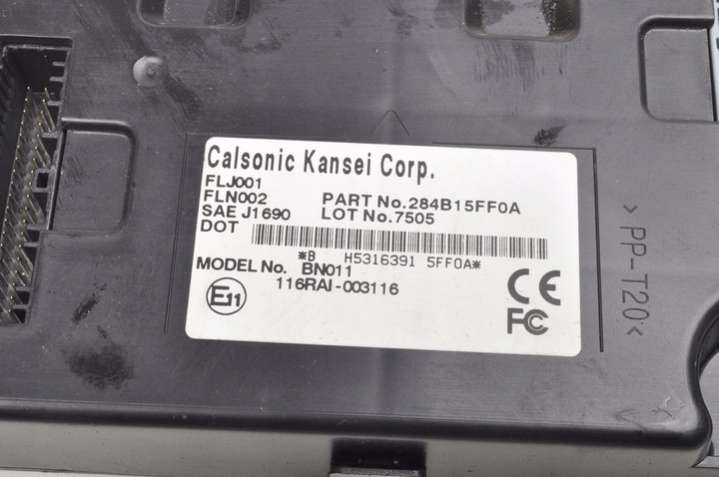 Calsonic Kansei Corp.
FLJ001
FLN002 PART No.284B15FF0A
SAE J1690 LOT No.7505
DOT
*B H5316391 5FF0A*
MODEL No. BN011
116RAI-003116
E11
CE
FC
>PP-T20<